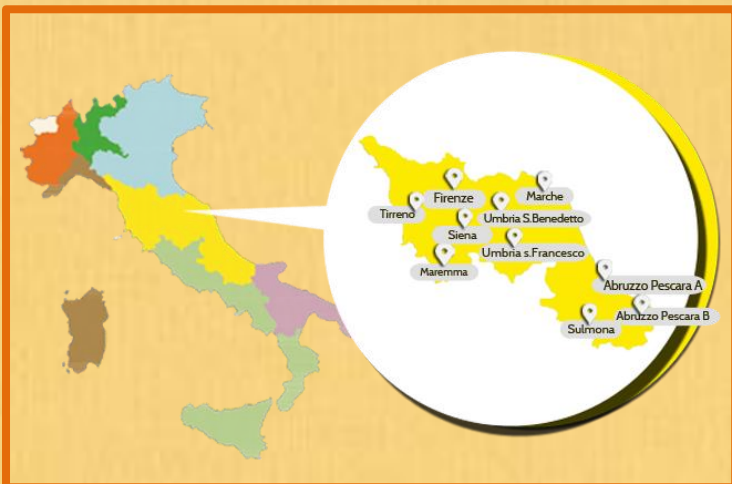 Firenze
Marche
Tirreno
Umbria S.Benedetto
Siena
Umbria s.Francesco
Maremma
Abruzzo Pescara A
Abruzzo Pescara B
Sulmona